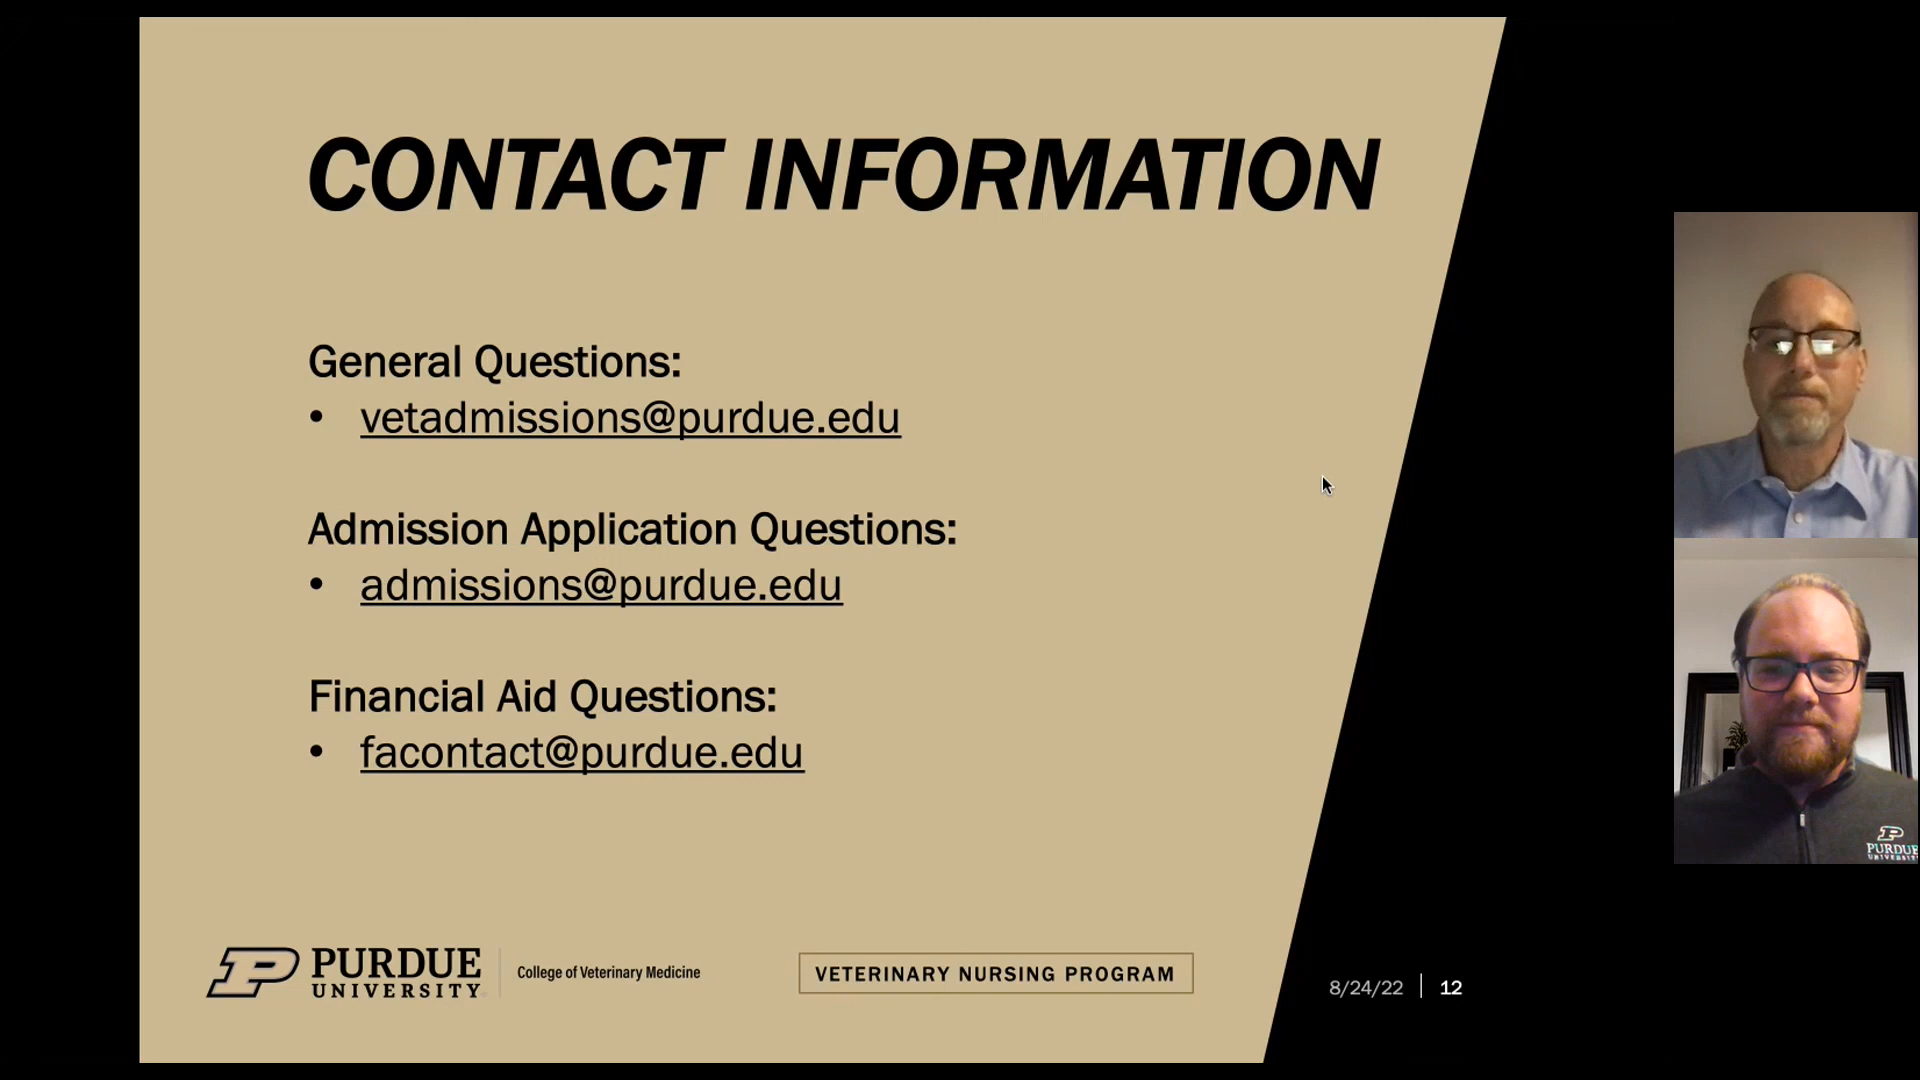 CONTACT INFORMATION
General Questions:
• vetadmissions@purdue.edu
Admission Application Questions:
• admissions@purdue.edu
Financial Aid Questions:
• facontact@purdue.edu
PURDUE
UNIVERSITY
College of Veterinary Medicine
VETERINARY NURSING PROGRAM
8/24/22 | 12
P
PURDUE
UNIVERSITY